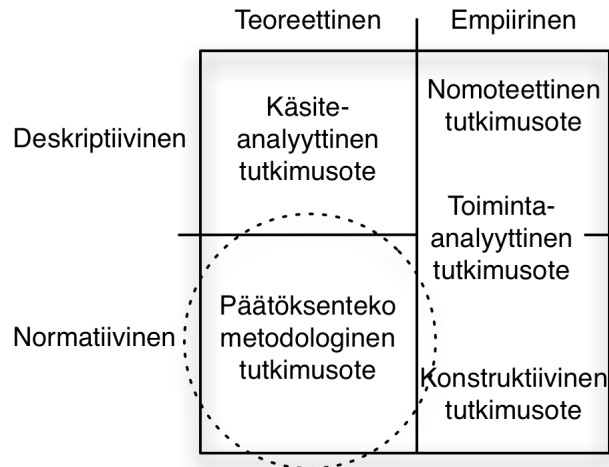 Teoreettinen Empiirinen
Deskriptiivinen
Käsite-
analyyttinen
tutkimusote
Nomoteettinen
tutkimusote
Toiminta-
analyyttinen
tutkimusote
Normatiivinen
Päätöksenteko
metodologinen
tutkimusote
Konstruktiivinen
tutkimusote